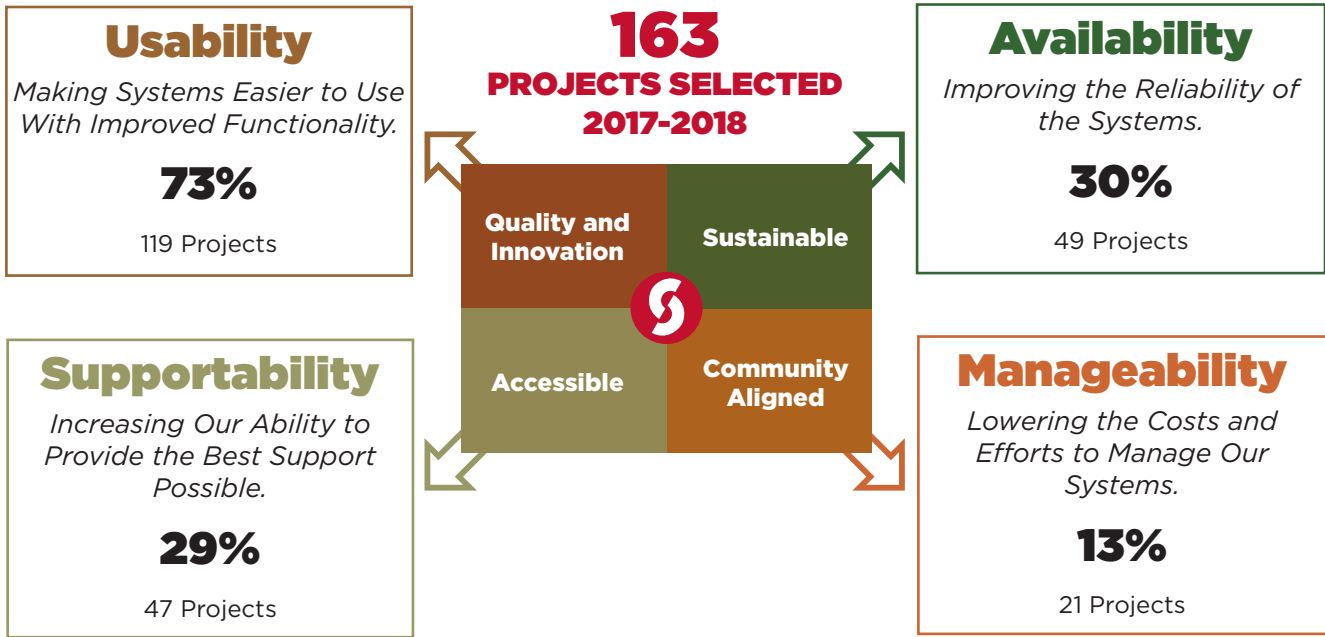 Usability
Making Systems Easier to Use
With Improved Functionality.
73%
119 Projects
163
PROJECTS SELECTED
2017-2018
Availability
Improving the Reliability of
the Systems.
30%
49 Projects
Quality and
Innovation
Sustainable
Accessible
Community
Aligned
Supportability
Increasing Our Ability to
Provide the Best Support
Possible.
29%
47 Projects
Manageability
Lowering the Costs and
Efforts to Manage Our
Systems.
13%
21 Projects